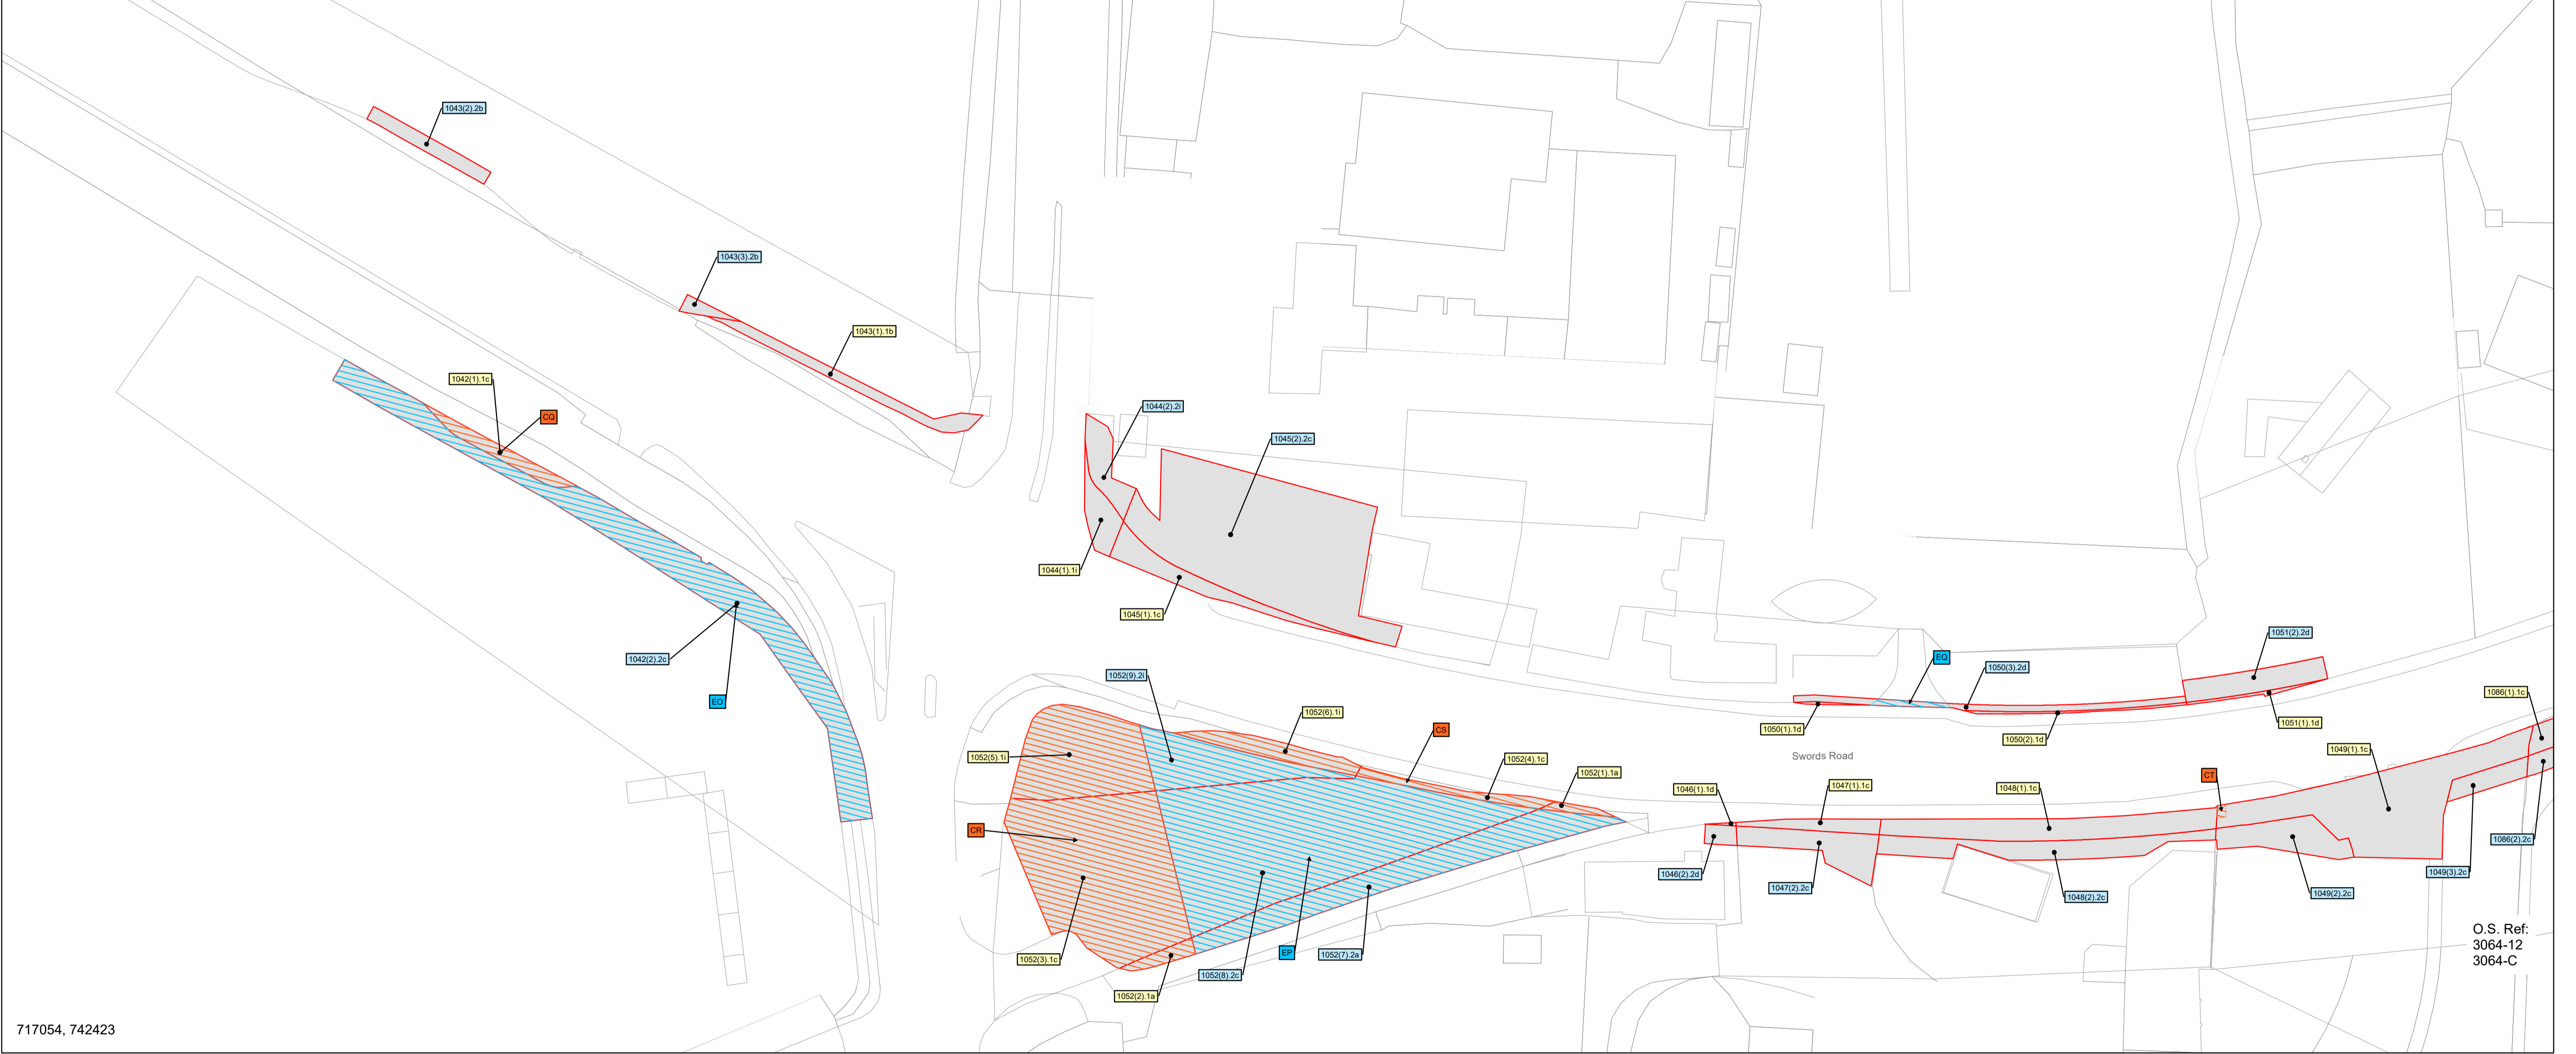 1043(2).2b
1043(3).2b
1043(1).1b
1042(1).1c
CQ
1044(2).2i
1045(2).2c
1044(1).1i
1045(1).1c
1042(2).2c
EO
1051(2).2d
EQ
1050(3).2d
1052(9).2i
1086(1).1c
1052(6).1i
1051(1).1d
CS
1050(1).1d
1050(2).1d
1049(1).1c
Swords Road
1052(5).1i
1052(4).1c
1052(1).1a
CT
1046(1).1d
1047(1).1c
1048(1).1c
CR
1086(2).2c
1046(2).2d
1049(3).2c
1047(2).2c
1048(2).2c
1049(2).2c
O.S. Ref:
3064-12
3064-C
EP
1052(7).2a
1052(3).1c
1052(8).2c
1052(2).1a
717054, 742423